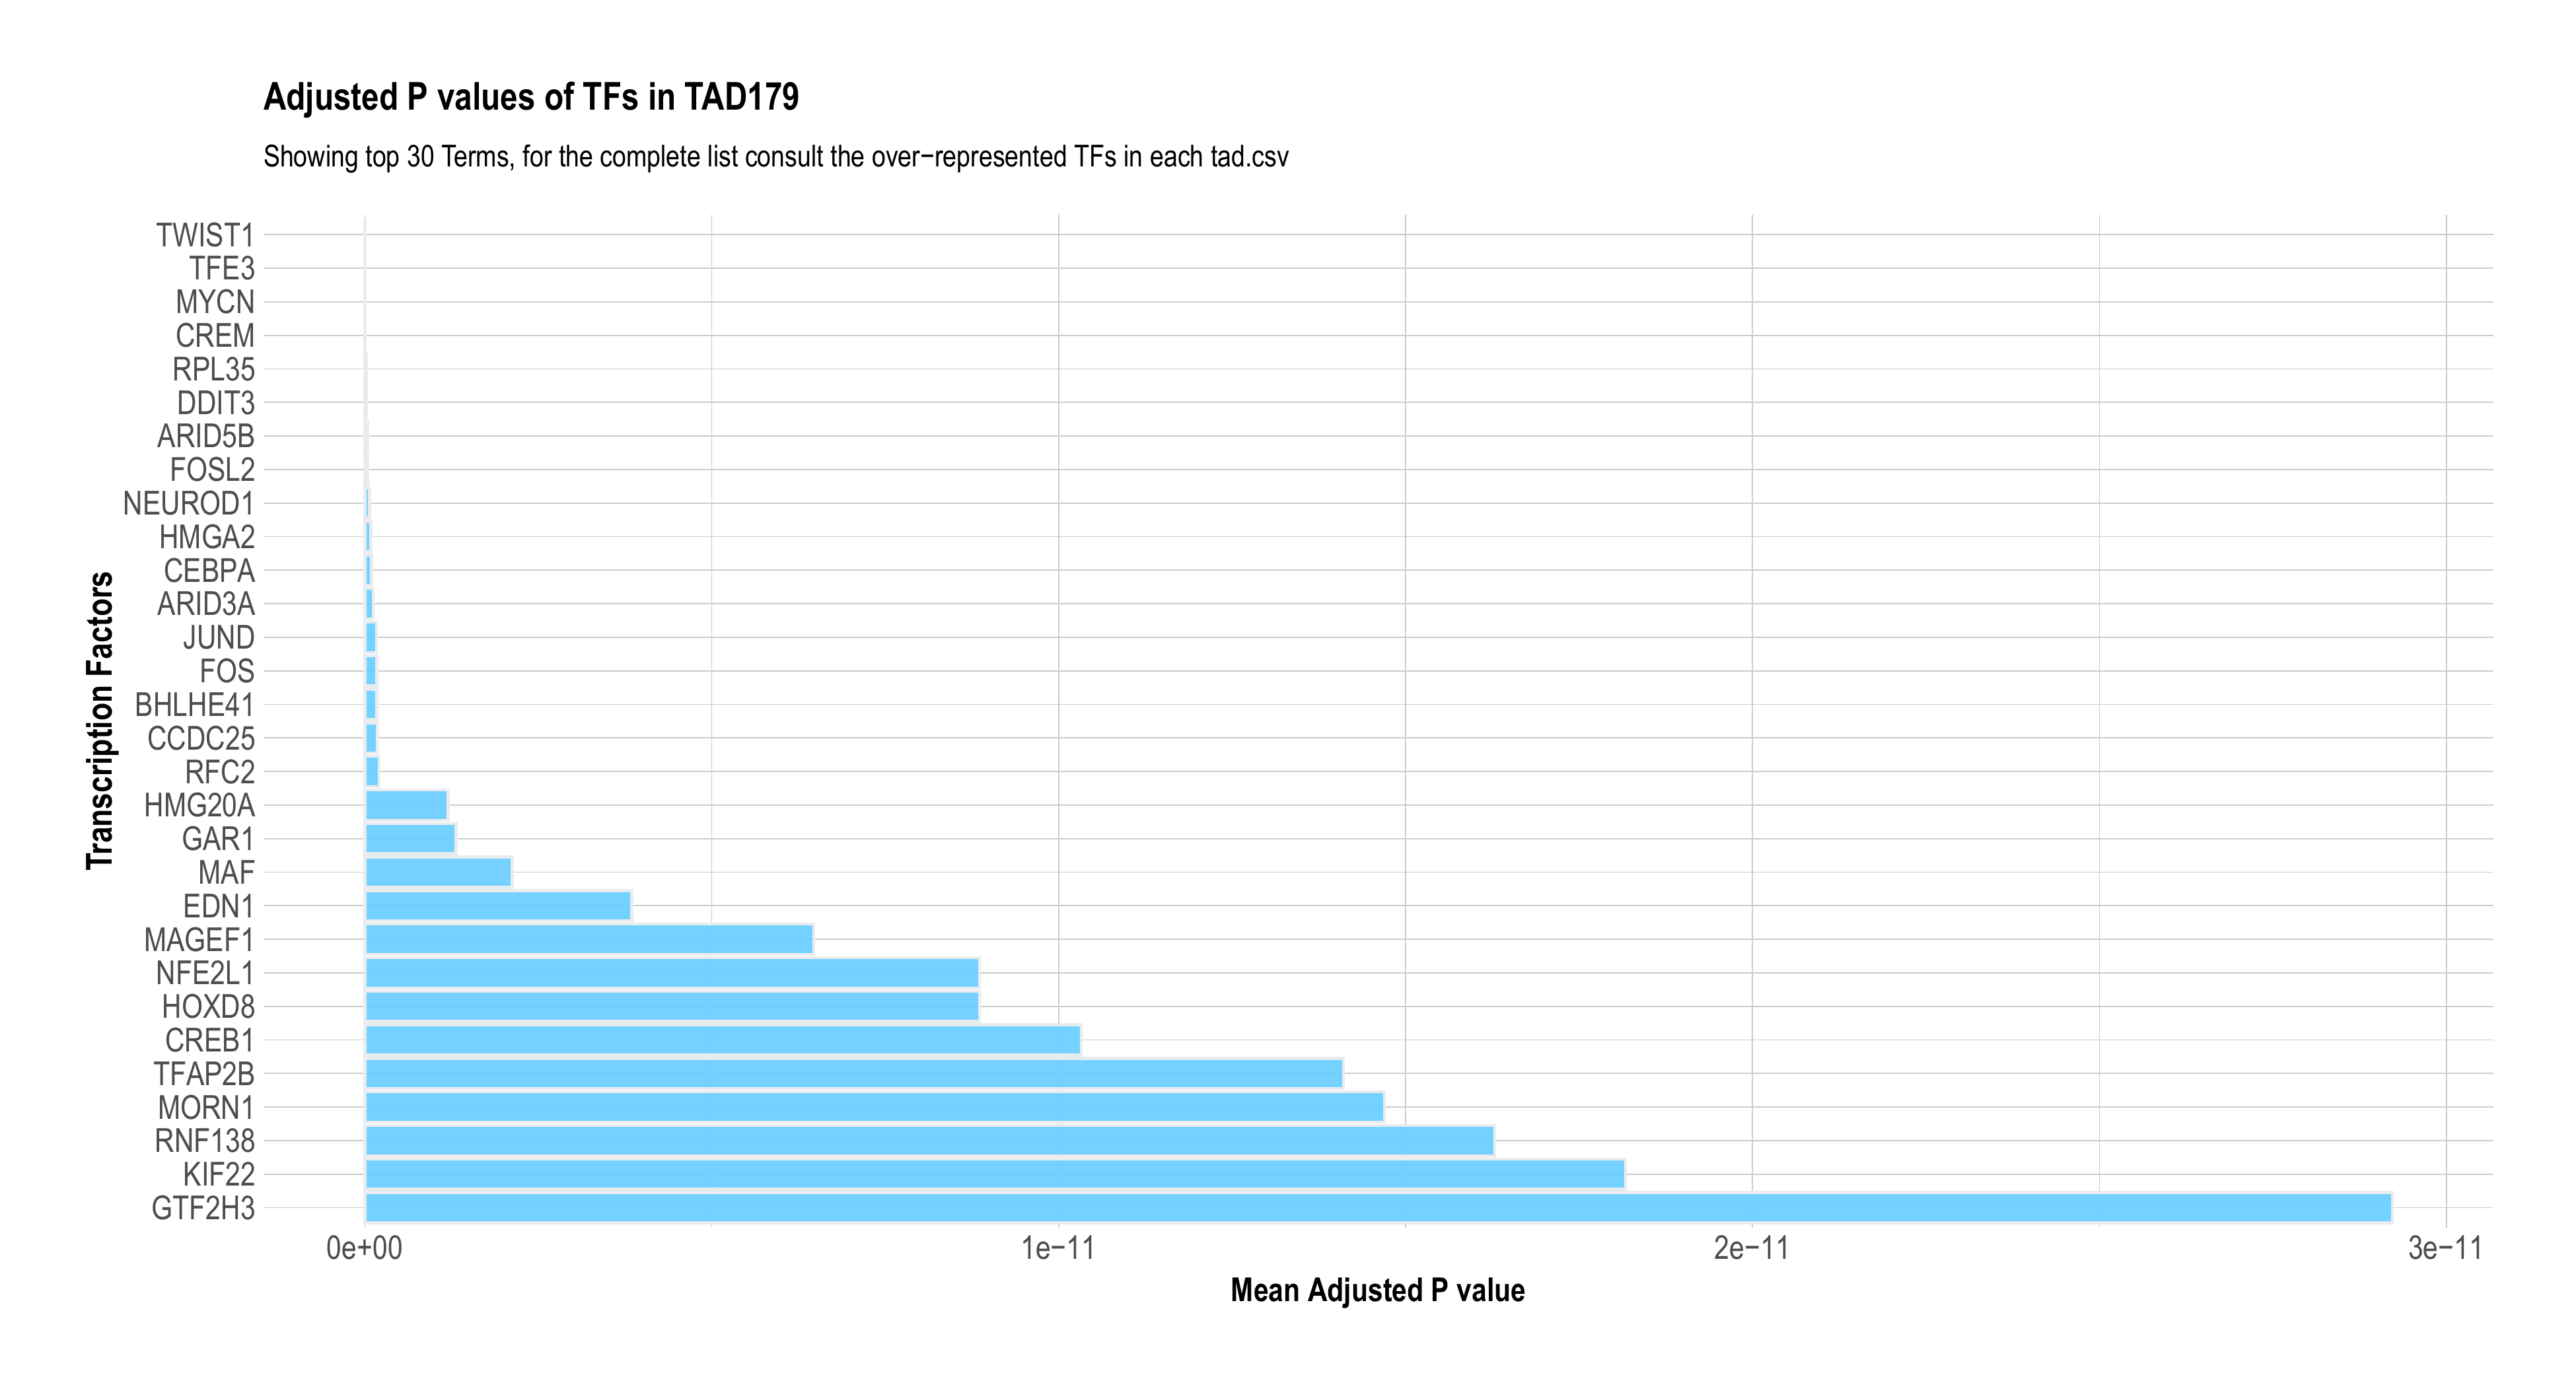 Adjusted P values of TFs in TAD179
Showing top 30 Terms, for the complete list consult the over−represented TFs in each tad.csv
Transcription Factors
TWIST1
TFE3
MYCN
CREM
RPL35
DDIT3
ARID5B
FOSL2
NEUROD1
HMGA2
CEBPA
ARID3A
JUND
FOS
BHLHE41
CCDC25
RFC2
HMG20A
GAR1
MAF
EDN1
MAGEF1
NFE2L1
HOXD8
CREB1
TFAP2B
MORN1
RNF138
KIF22
GTF2H3
0e+00 1e−11 2e−11 3e−11
Mean Adjusted P value